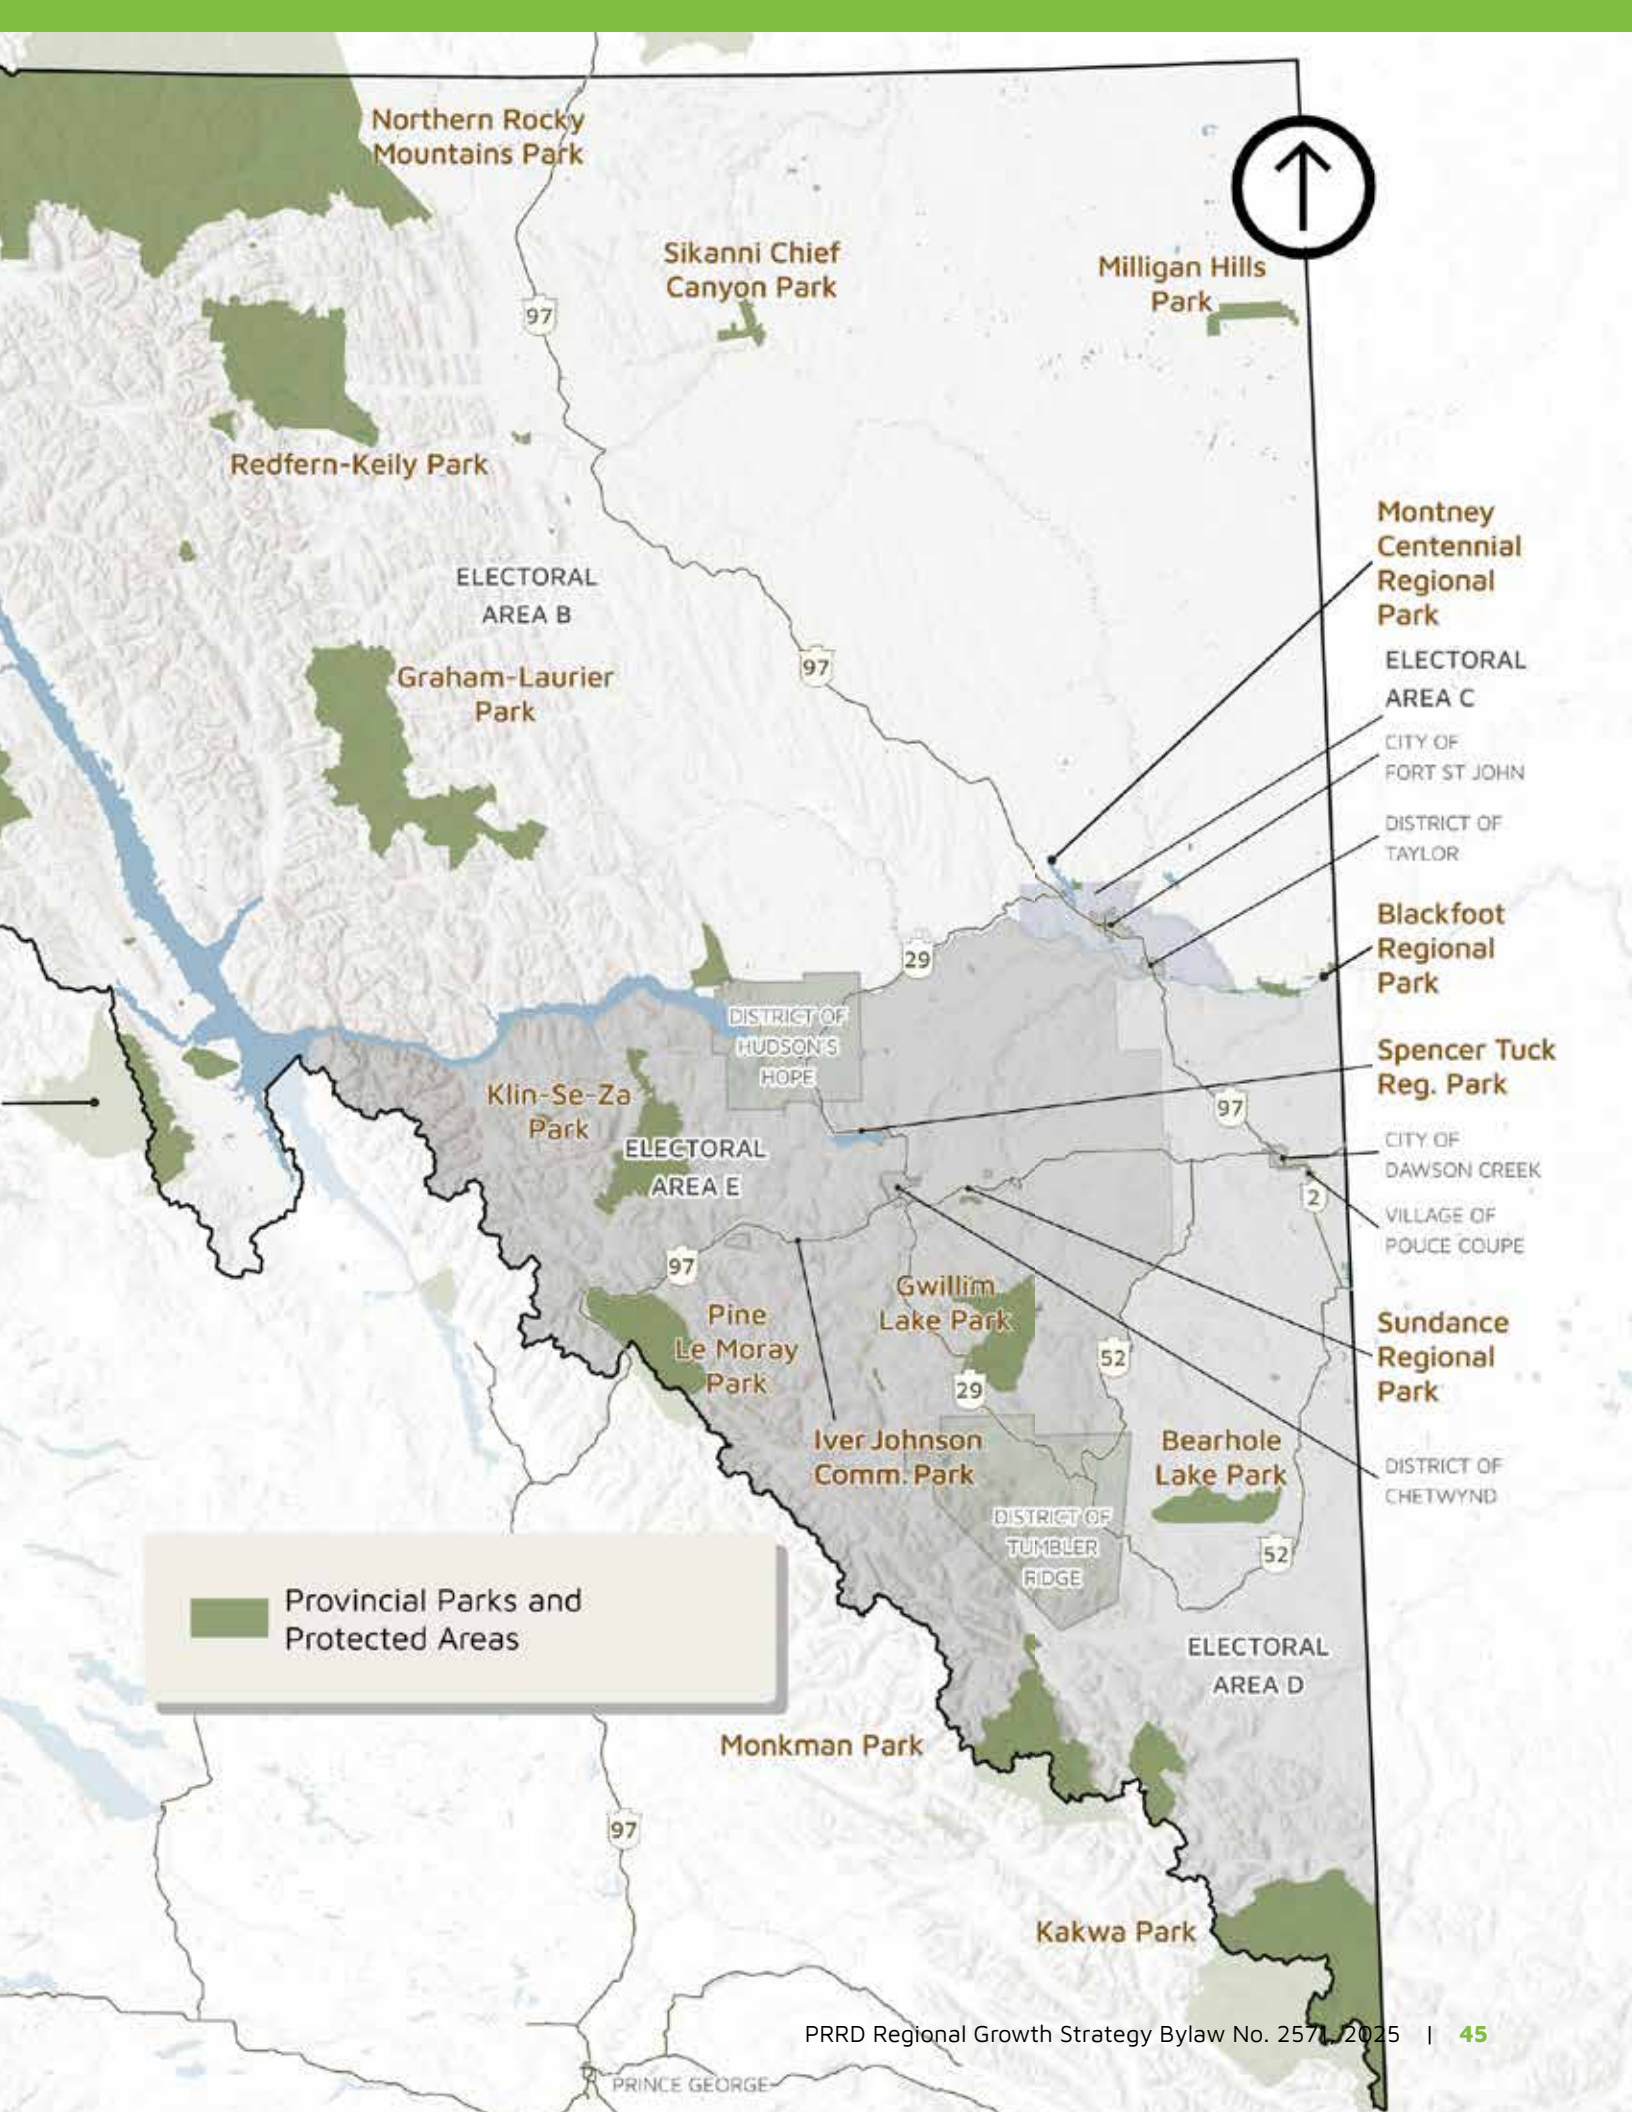 Northern Rocky
Mountains Park
Sikanni Chief
Canyon Park
Milligan Hills
Park
97
Redfern-Keily Park
Montney
Centennial
Regional
Park
ELECTORAL
AREA B
ELECTORAL
AREA C
Graham-Laurier
Park
97
CITY OF
FORT ST JOHN
DISTRICT OF
TAYLOR
Blackfoot
Regional
Park
29
DISTRICT OF
HUDSON'S
HOPE
Spencer Tuck
Reg. Park
Klin-Se-Za
Park
97
ELECTORAL
AREA E
CITY OF
DAWSON CREEK
2
VILLAGE OF
POUCE COUPE
97
Gwillim
Lake Park
Pine
Le Moray
Park
Sundance
Regional
Park
52
29
Iver Johnson
Comm. Park
Bearhole
Lake Park
DISTRICT OF
CHETWYND
DISTRICT OF
TUMBLER
RIDGE
52
Provincial Parks and
Protected Areas
ELECTORAL
AREA D
Monkman Park
97
Kakwa Park
PRRD Regional Growth Strategy Bylaw No. 2571, 2025 | 45
PRINCE GEORGE